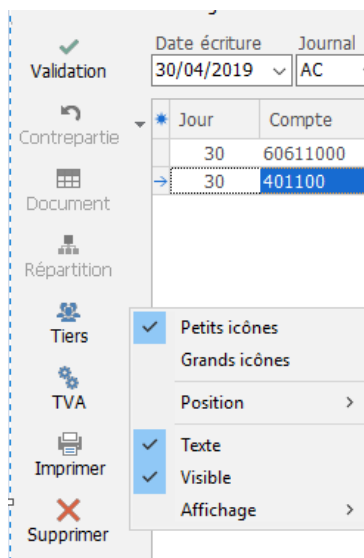 Date écriture Journal
Validation
30/04/2019 AC
Contrepartie
Jour Compte
30 60611000
30 401100
Document
Répartition
Tiers
TVA
Imprimer
Supprimer
Petits icônes
Grands icônes
Position
Texte
Visible
Affichage